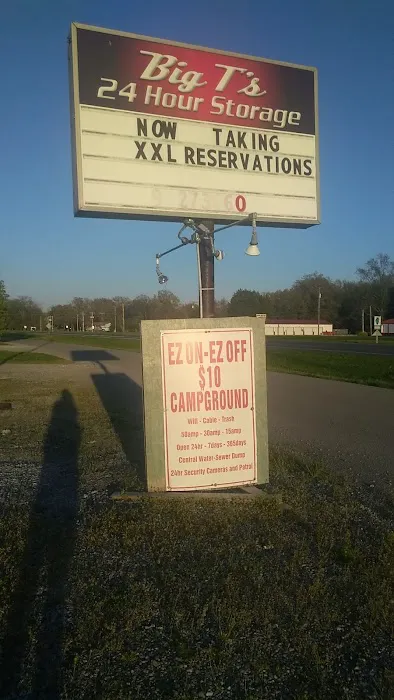 Big T's
24 Hour Storage
NOW TAKING
XXL RESERVATIONS
EZ ON-EZ OFF
$10
CAMPGROUND
Wifi - Cable - Trash
50amp - 30amp - 15amp
Open 24hr - 7days - 365days
Central Water-Sewer Dump
24hr Security Cameras and Patrol